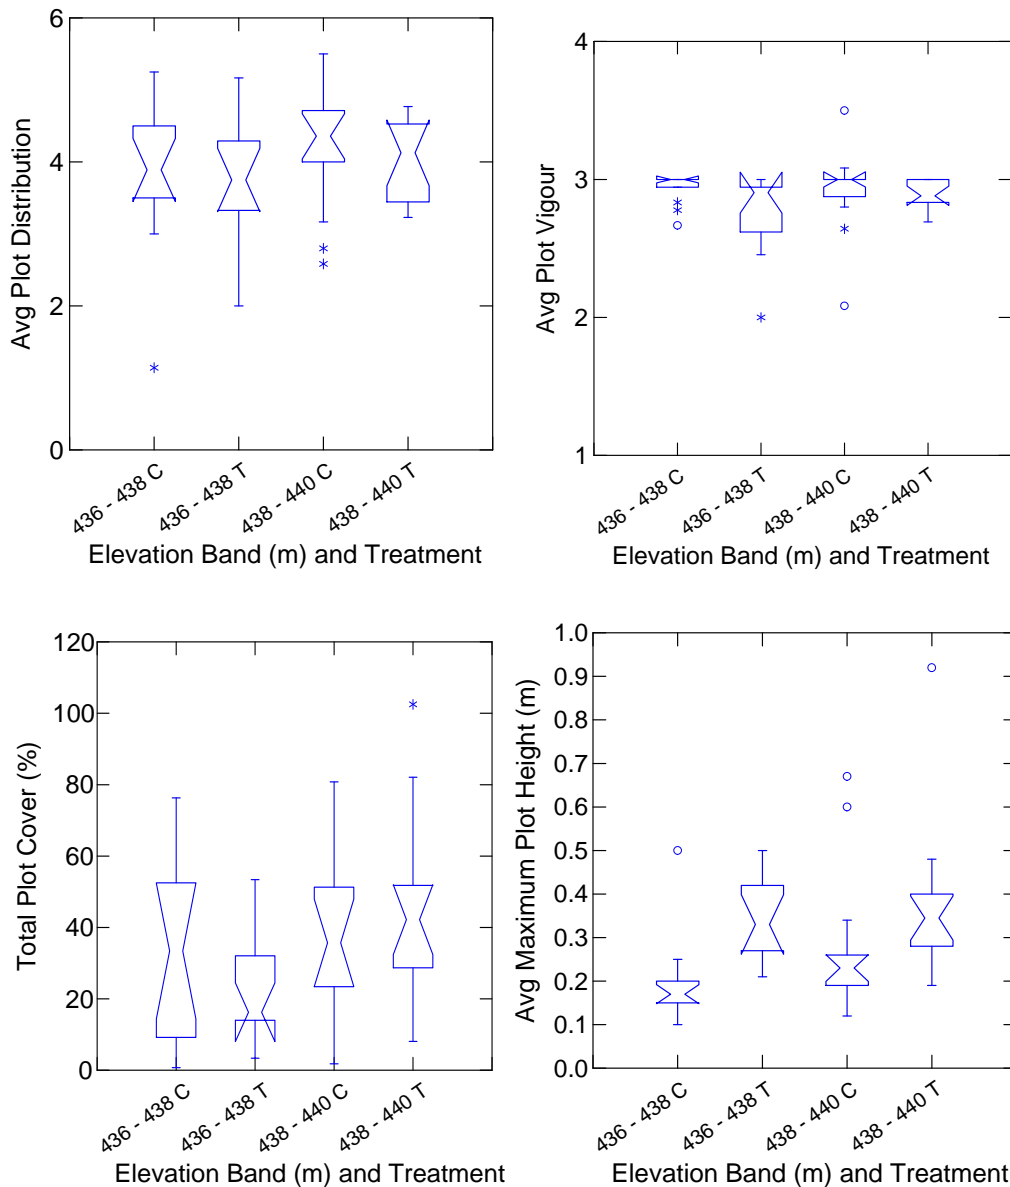 6
4
2
0
Avg Plot Distribution
436 - 438 C
436 - 438 T
438 - 440 C
438 - 440 T
Elevation Band (m) and Treatment
4
3
2
1
Avg Plot Vigour
436 - 438 C
436 - 438 T
438 - 440 C
438 - 440 T
Elevation Band (m) and Treatment
120
100
80
60
40
20
0
Total Plot Cover (%)
436 - 438 C
436 - 438 T
438 - 440 C
438 - 440 T
Elevation Band (m) and Treatment
1.0
0.9
0.8
0.7
0.6
0.5
0.4
0.3
0.2
0.1
0.0
Avg Maximum Plot Height (m)
436 - 438 C
436 - 438 T
438 - 440 C
438 - 440 T
Elevation Band (m) and Treatment